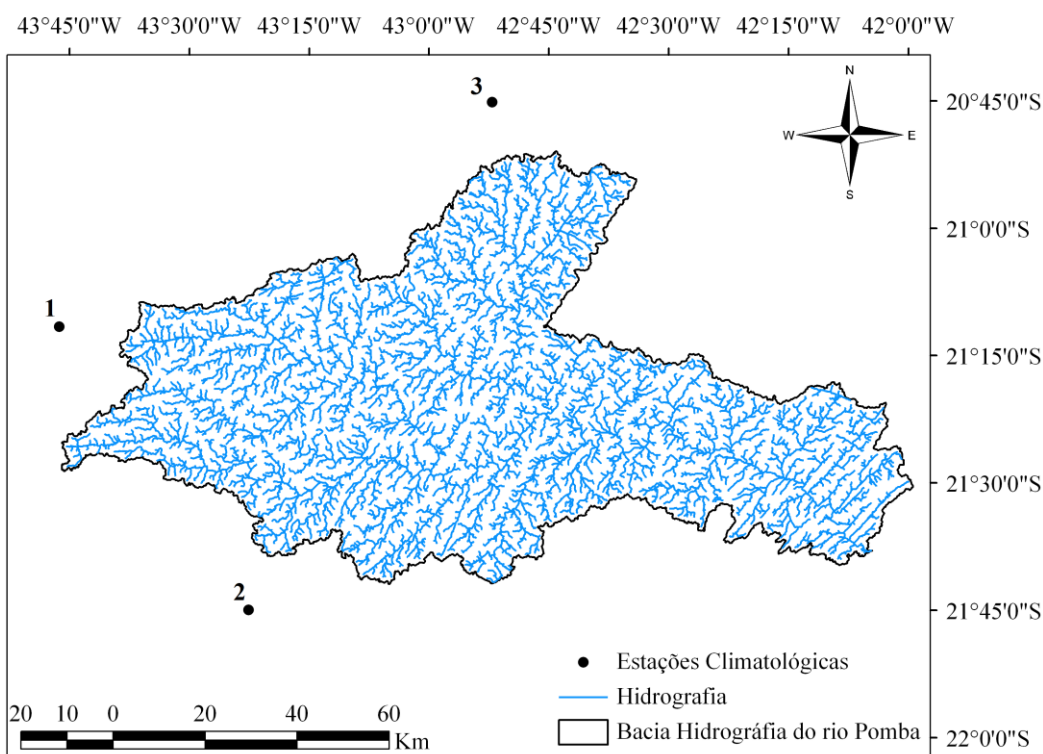 43°45'0"W 43°30'0"W 43°15'0"W 43°0'0"W 42°45'0"W 42°30'0"W 42°15'0"W 42°0'0"W
3
N
20°45'0"S
W E
S
21°0'0"S
1
21°15'0"S
21°30'0"S
2
21°45'0"S
Estações Climatológicas
Hidrografia
20 10 0 20 40 60
Km
Bacia Hidrográfia do rio Pomba
22°0'0"S